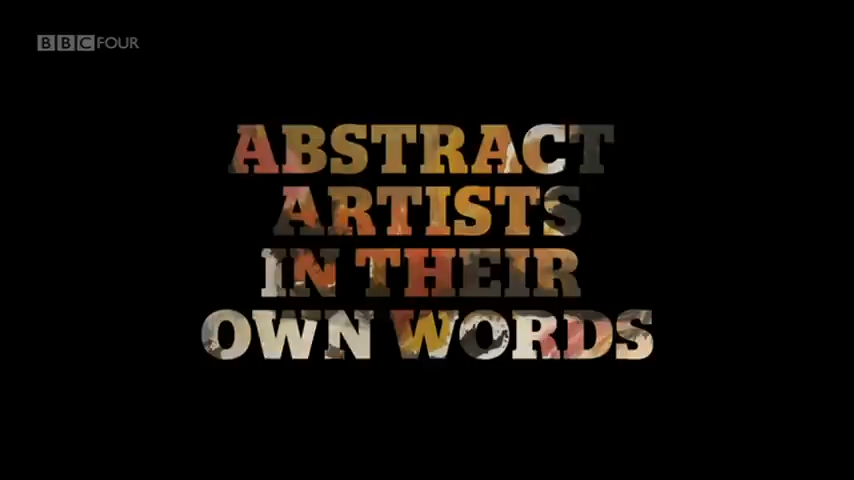 BBC FOUR
ABSTRACT
ARTISTS
IN THEIR
OWN WORDS